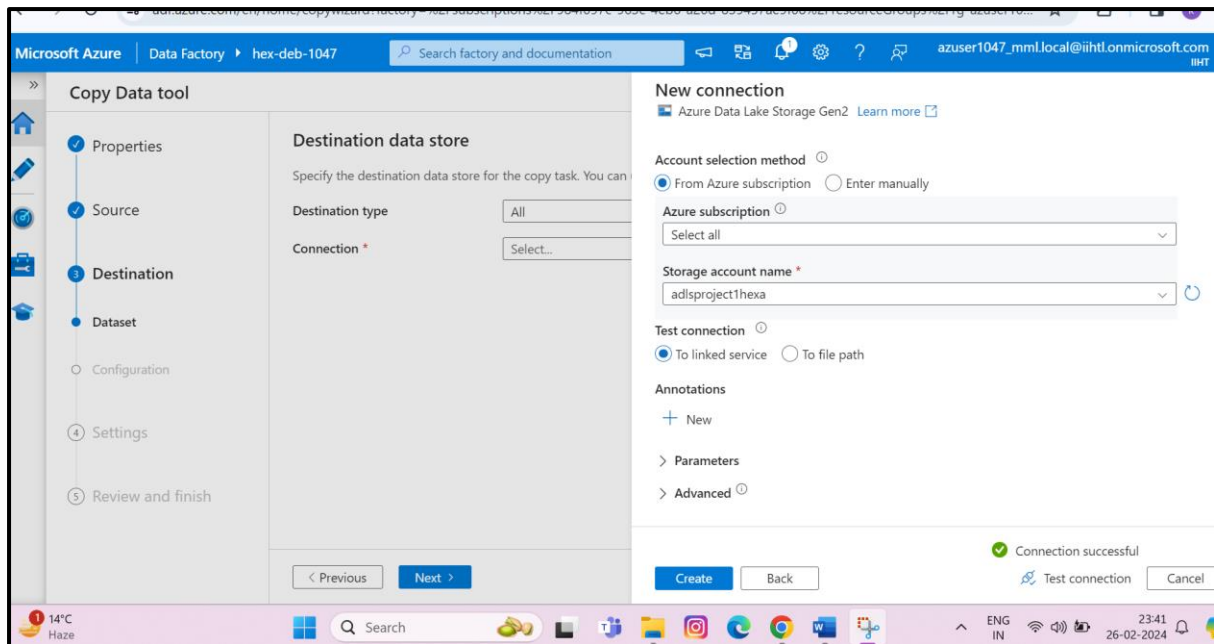 Microsoft Azure | Data Factory ▸ hex-deb-1047
Search factory and documentation
1
azuser1047_mml.local@iihtl.onmicrosoft.com
IIHT
Copy Data tool
Properties
Source
3 Destination
Dataset
Configuration
4 Settings
5 Review and finish
Destination data store
Specify the destination data store for the copy task. You can
Destination type All
Connection * Select...
< Previous Next >
New connection
Azure Data Lake Storage Gen2 Learn more
Account selection method
From Azure subscription Enter manually
Azure subscription
Select all
Storage account name *
adlsproject1hexa
Test connection
To linked service To file path
Annotations
+ New
Parameters
Advanced
Connection successful
Create Back Test connection Cancel
1
14°C
Haze
Search
ENG
IN
23:41
26-02-2024